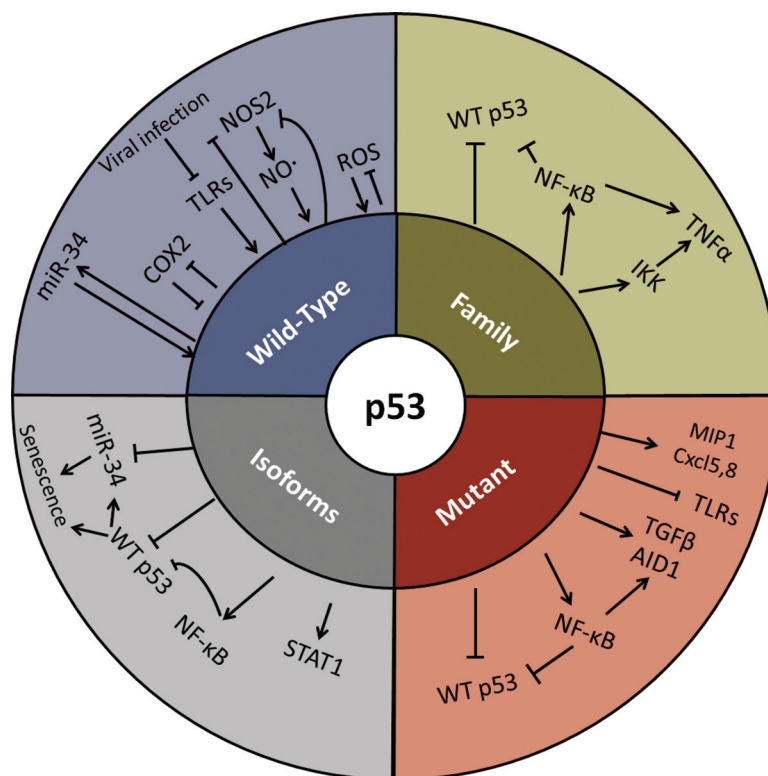 p53
Wild-Type
Family
Isoforms
Mutant
Viral infection
NOS2
NO·
ROS
TLRs
COX2
miR-34
WT p53
NF-κB
TNFα
IKK
miR-34
Senescence
WT p53
NF-κB
STAT1
MIP1
Cxcl5,8
TLRs
TGFβ
AID1
NF-κB
WT p53